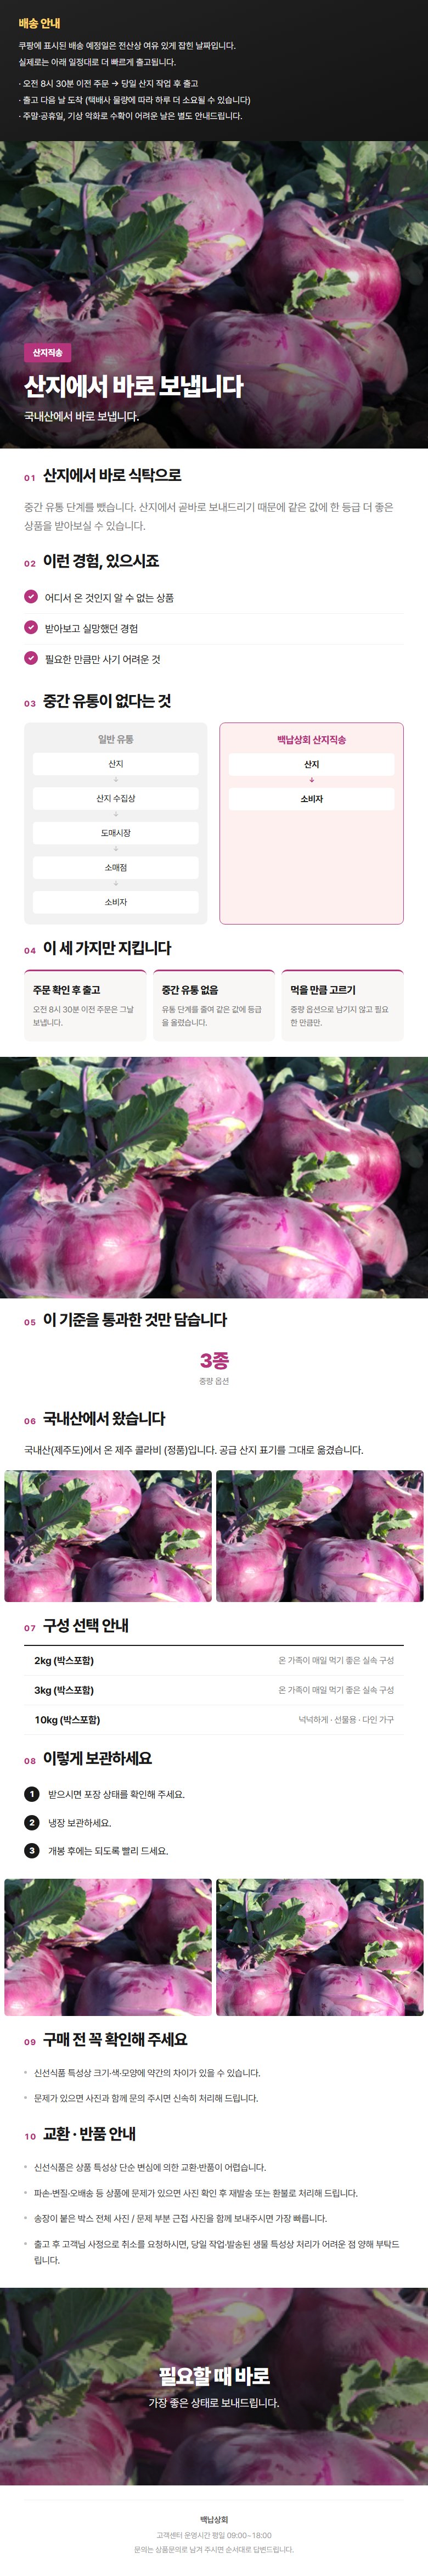 배송 안내
쿠팡에 표시된 배송 예정일은 전산상 여유 있게 잡힌 날짜입니다.
실제로는 아래 일정대로 더 빠르게 출고됩니다.
· 오전 8시 30분 이전 주문 → 당일 산지 작업 후 출고
· 출고 다음 날 도착 (택배사 물량에 따라 하루 더 소요될 수 있습니다)
· 주말·공휴일, 기상 악화로 수확이 어려운 날은 별도 안내드립니다.
산지직송
산지에서 바로 보냅니다
국내산에서 바로 보냅니다.
01 산지에서 바로 식탁으로
중간 유통 단계를 뺐습니다. 산지에서 곧바로 보내드리기 때문에 같은 값에 한 등급 더 좋은
상품을 받아보실 수 있습니다.
02 이런 경험, 있으시죠
어디서 온 것인지 알 수 없는 상품
받아보고 실망했던 경험
필요한 만큼만 사기 어려운 것
03 중간 유통이 없다는 것
일반 유통
산지
↓
산지 수집상
↓
도매시장
↓
소매점
↓
소비자
백납상회 산지직송
산지
↓
소비자
04 이 세 가지만 지킵니다
주문 확인 후 출고
오전 8시 30분 이전 주문은 그날
보냅니다.
중간 유통 없음
유통 단계를 줄여 같은 값에 등급
을 올렸습니다.
먹을 만큼 고르기
중량 옵션으로 남기지 않고 필요
한 만큼만.
05 이 기준을 통과한 것만 담습니다
3종
중량 옵션
06 국내산에서 왔습니다
국내산(제주도)에서 온 제주 콜라비 (정품)입니다. 공급 산지 표기를 그대로 옮겼습니다.
07 구성 선택 안내
2kg (박스포함) 온 가족이 매일 먹기 좋은 실속 구성
3kg (박스포함) 온 가족이 매일 먹기 좋은 실속 구성
10kg (박스포함) 넉넉하게 · 선물용 · 다인 가구
08 이렇게 보관하세요
1 받으시면 포장 상태를 확인해 주세요.
2 냉장 보관하세요.
3 개봉 후에는 되도록 빨리 드세요.
09 구매 전 꼭 확인해 주세요
신선식품 특성상 크기·색·모양에 약간의 차이가 있을 수 있습니다.
문제가 있으면 사진과 함께 문의 주시면 신속히 처리해 드립니다.
10 교환 · 반품 안내
신선식품은 상품 특성상 단순 변심에 의한 교환·반품이 어렵습니다.
파손·변질·오배송 등 상품에 문제가 있으면 사진 확인 후 재발송 또는 환불로 처리해 드립니다.
송장이 붙은 박스 전체 사진 / 문제 부분 근접 사진을 함께 보내주시면 가장 빠릅니다.
출고 후 고객님 사정으로 취소를 요청하시면, 당일 작업·발송된 생물 특성상 처리가 어려운 점 양해 부탁드
립니다.
필요할 때 바로
가장 좋은 상태로 보내드립니다.
백납상회
고객센터 운영시간 평일 09:00~18:00
문의는 상품문의로 남겨 주시면 순서대로 답변드립니다.